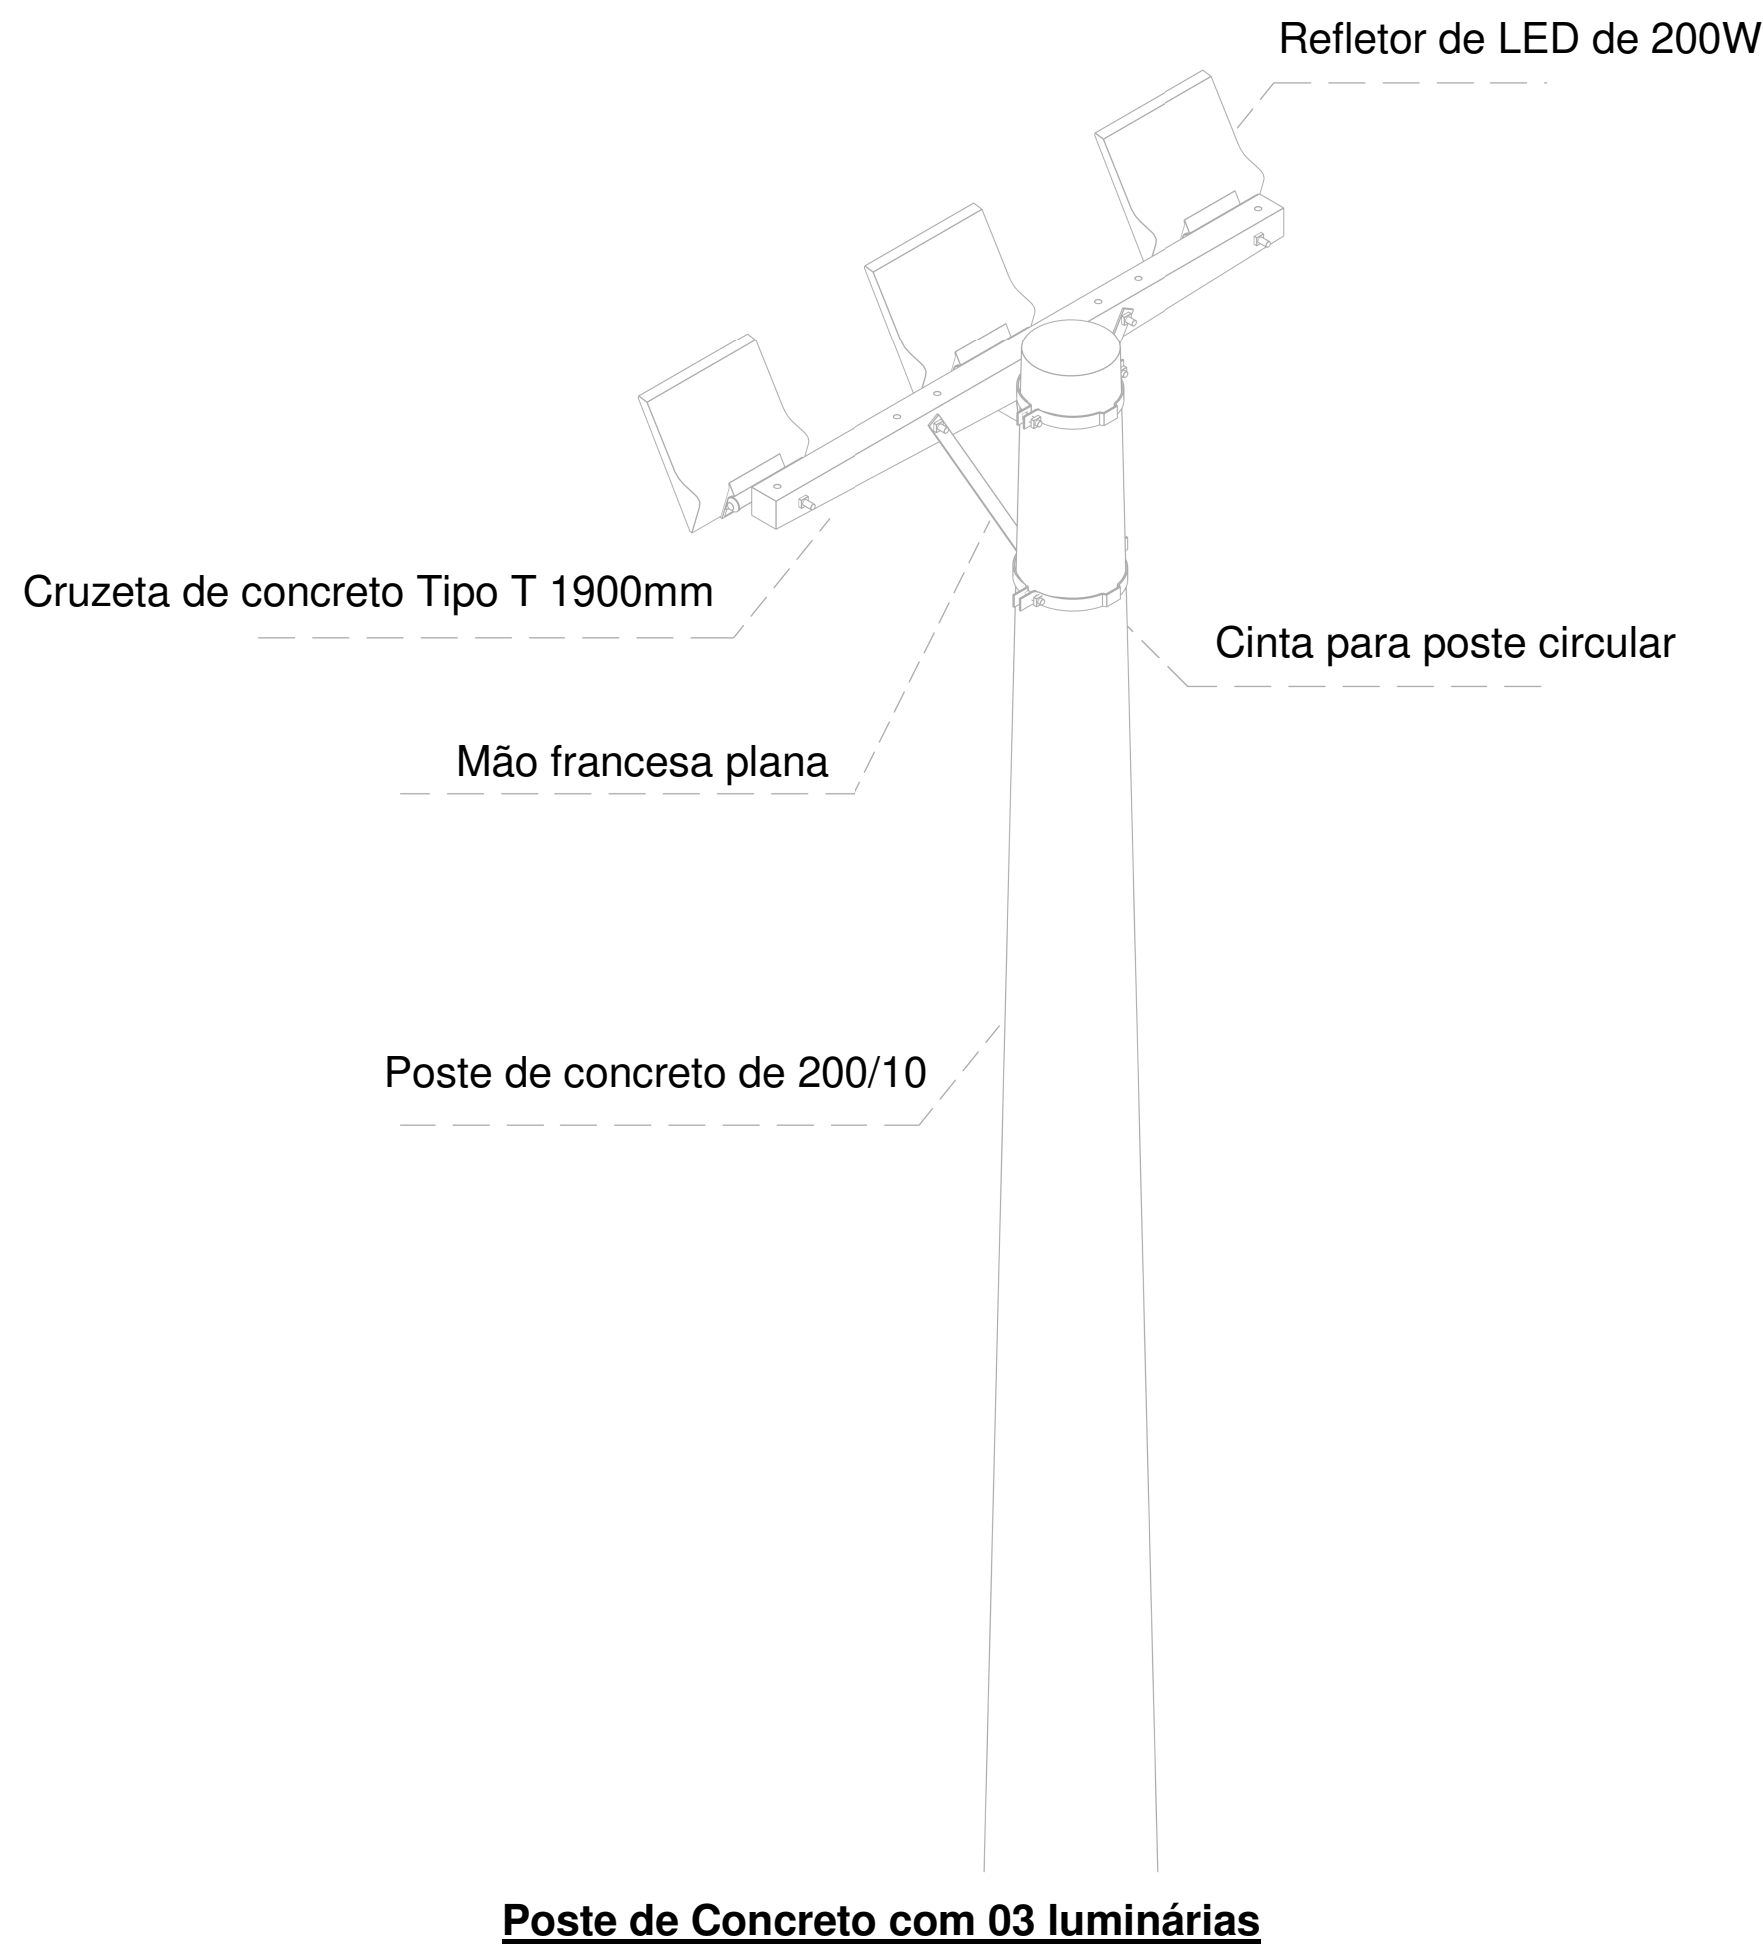 Refletor de LED de 200W
Cruzeta de concreto Tipo T 1900mm
Cinta para poste circular
Mão francesa plana
Poste de concreto de 200/10
Poste de Concreto com 03 luminárias